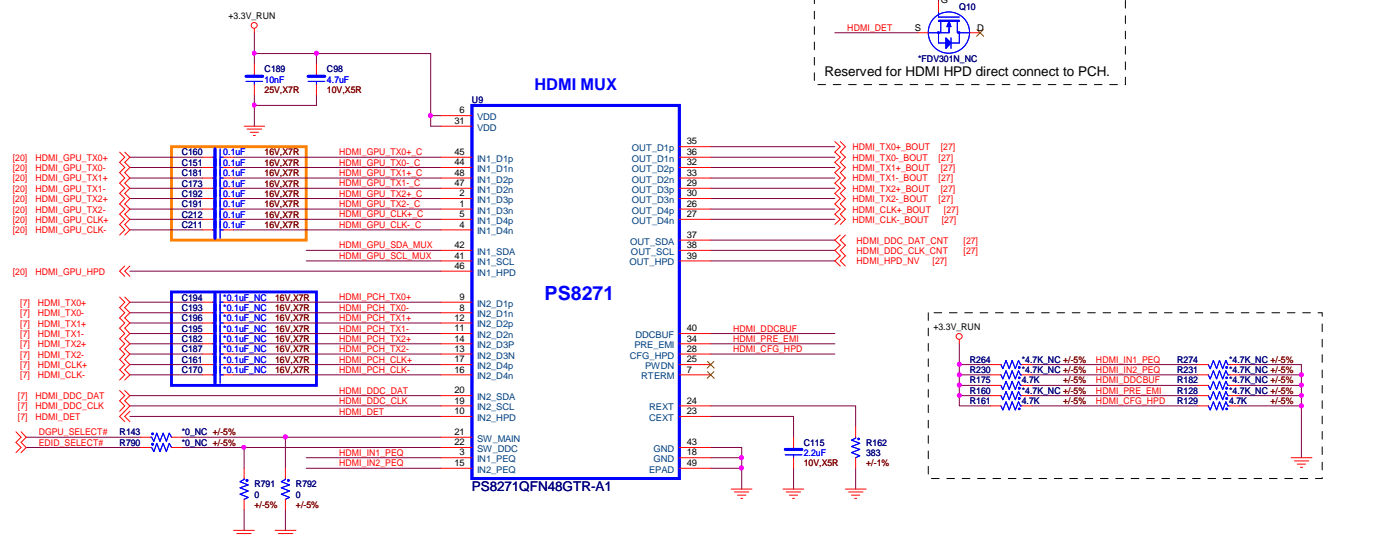 +3.3V_RUN
C189
10nF
25V,X7R
C98
4.7uF
10V,X5R
G
Q10
HDMI_DET S D
*FDV301N_NC
Reserved for HDMI HPD direct connect to PCH.
HDMI MUX
U9
6 VDD
31 VDD
[20] HDMI_GPU_TX0+ C160 0.1uF 16V,X7R HDMI_GPU_TX0+_C 45 IN1_D1p
[20] HDMI_GPU_TX0- C151 0.1uF 16V,X7R HDMI_GPU_TX0-_C 44 IN1_D1n
[20] HDMI_GPU_TX1+ C181 0.1uF 16V,X7R HDMI_GPU_TX1+_C 48 IN1_D2p
[20] HDMI_GPU_TX1- C173 0.1uF 16V,X7R HDMI_GPU_TX1-_C 47 IN1_D2n
[20] HDMI_GPU_TX2+ C192 0.1uF 16V,X7R HDMI_GPU_TX2+_C 2 IN1_D3p
[20] HDMI_GPU_TX2- C191 0.1uF 16V,X7R HDMI_GPU_TX2-_C 1 IN1_D3n
[20] HDMI_GPU_CLK+ C212 0.1uF 16V,X7R HDMI_GPU_CLK+_C 5 IN1_D4p
[20] HDMI_GPU_CLK- C211 0.1uF 16V,X7R HDMI_GPU_CLK-_C 4 IN1_D4n
HDMI_GPU_SDA_MUX 42 IN1_SDA
HDMI_GPU_SCL_MUX 41 IN1_SCL
[20] HDMI_GPU_HPD 46 IN1_HPD
[7] HDMI_TX0+ C194 *0.1uF_NC 16V,X7R HDMI_PCH_TX0+ 9 IN2_D1p
[7] HDMI_TX0- C193 *0.1uF_NC 16V,X7R HDMI_PCH_TX0- 8 IN2_D1n
[7] HDMI_TX1+ C196 *0.1uF_NC 16V,X7R HDMI_PCH_TX1+ 12 IN2_D2p
[7] HDMI_TX1- C195 *0.1uF_NC 16V,X7R HDMI_PCH_TX1- 11 IN2_D2n
[7] HDMI_TX2+ C182 *0.1uF_NC 16V,X7R HDMI_PCH_TX2+ 14 IN2_D3P
[7] HDMI_TX2- C187 *0.1uF_NC 16V,X7R HDMI_PCH_TX2- 13 IN2_D3N
[7] HDMI_CLK+ C161 *0.1uF_NC 16V,X7R HDMI_PCH_CLK+ 17 IN2_D4p
[7] HDMI_CLK- C170 *0.1uF_NC 16V,X7R HDMI_PCH_CLK- 16 IN2_D4n
[7] HDMI_DDC_DAT HDMI_DDC_DAT 20 IN2_SDA
[7] HDMI_DDC_CLK HDMI_DDC_CLK 19 IN2_SCL
[7] HDMI_DET HDMI_DET 10 IN2_HPD
DGPU_SELECT# R143 *0_NC +/-5% 21 SW_MAIN
EDID_SELECT# R790 *0_NC +/-5% 22 SW_DDC
HDMI_IN1_PEQ 3 IN1_PEQ
HDMI_IN2_PEQ 15 IN2_PEQ
R791
0
+/-5%
R792
0
+/-5%
PS8271
PS8271QFN48GTR-A1
OUT_D1p 35 HDMI_TX0+_BOUT [27]
OUT_D1n 36 HDMI_TX0-_BOUT [27]
OUT_D2p 32 HDMI_TX1+_BOUT [27]
OUT_D2n 33 HDMI_TX1-_BOUT [27]
OUT_D3p 29 HDMI_TX2+_BOUT [27]
OUT_D3n 30 HDMI_TX2-_BOUT [27]
OUT_D4p 26 HDMI_CLK+_BOUT [27]
OUT_D4n 27 HDMI_CLK-_BOUT [27]
OUT_SDA 37 HDMI_DDC_DAT_CNT [27]
OUT_SCL 38 HDMI_DDC_CLK_CNT [27]
OUT_HPD 39 HDMI_HPD_NV [27]
DDCBUF 40 HDMI_DDCBUF
PRE_EMI 34 HDMI_PRE_EMI
CFG_HPD 28 HDMI_CFG_HPD
PWDN 25
RTERM 7
REXT 24
CEXT 23
GND 43
GND 18
EPAD 49
C115
2.2uF
10V,X5R
R162
383
+/-1%
+3.3V_RUN
R264 *4.7K_NC +/-5% HDMI_IN1_PEQ R274 *4.7K_NC +/-5%
R230 *4.7K_NC +/-5% HDMI_IN2_PEQ R231 *4.7K_NC +/-5%
R175 4.7K +/-5% HDMI_DDCBUF R182 *4.7K_NC +/-5%
R160 *4.7K_NC +/-5% HDMI_PRE_EMI R128 *4.7K_NC +/-5%
R161 4.7K +/-5% HDMI_CFG_HPD R129 4.7K +/-5%